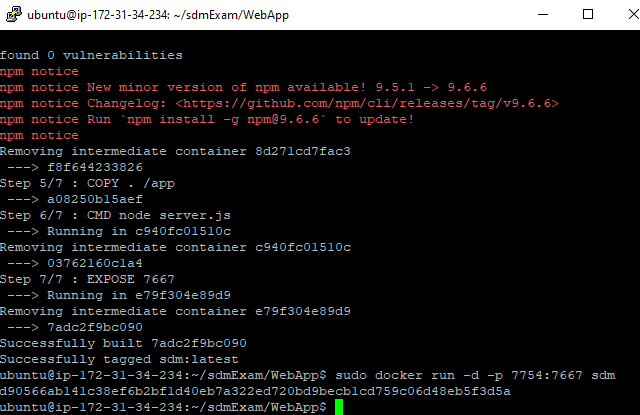 ubuntu@ip-172-31-34-234: ~/sdmExam/WebApp
found 0 vulnerabilities
npm notice
npm notice New minor version of npm available! 9.5.1 -> 9.6.6
npm notice Changelog: <https://github.com/npm/cli/releases/tag/v9.6.6>
npm notice Run `npm install -g npm@9.6.6` to update!
npm notice
Removing intermediate container 8d271cd7fac3
 ---> f8f644233826
Step 5/7 : COPY . /app
 ---> a08250b15aef
Step 6/7 : CMD node server.js
 ---> Running in c940fc01510c
Removing intermediate container c940fc01510c
 ---> 03762160c1a4
Step 7/7 : EXPOSE 7667
 ---> Running in e79f304e89d9
Removing intermediate container e79f304e89d9
 ---> 7adc2f9bc090
Successfully built 7adc2f9bc090
Successfully tagged sdm:latest
ubuntu@ip-172-31-34-234:~/sdmExam/WebApp$ sudo docker run -d -p 7754:7667 sdm
d90566ab141c38ef6b2bf1d40eb7a322ed720bd9becb1cd759c06d48eb5f3d5a
ubuntu@ip-172-31-34-234:~/sdmExam/WebApp$